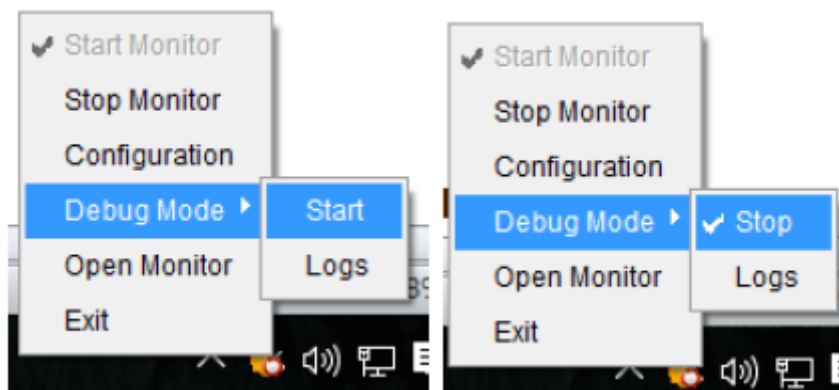 Start Monitor
Stop Monitor
Configuration
Debug Mode
Start
Open Monitor
Logs
Exit
Start Monitor
Stop Monitor
Configuration
Debug Mode
Stop
Open Monitor
Logs
Exit